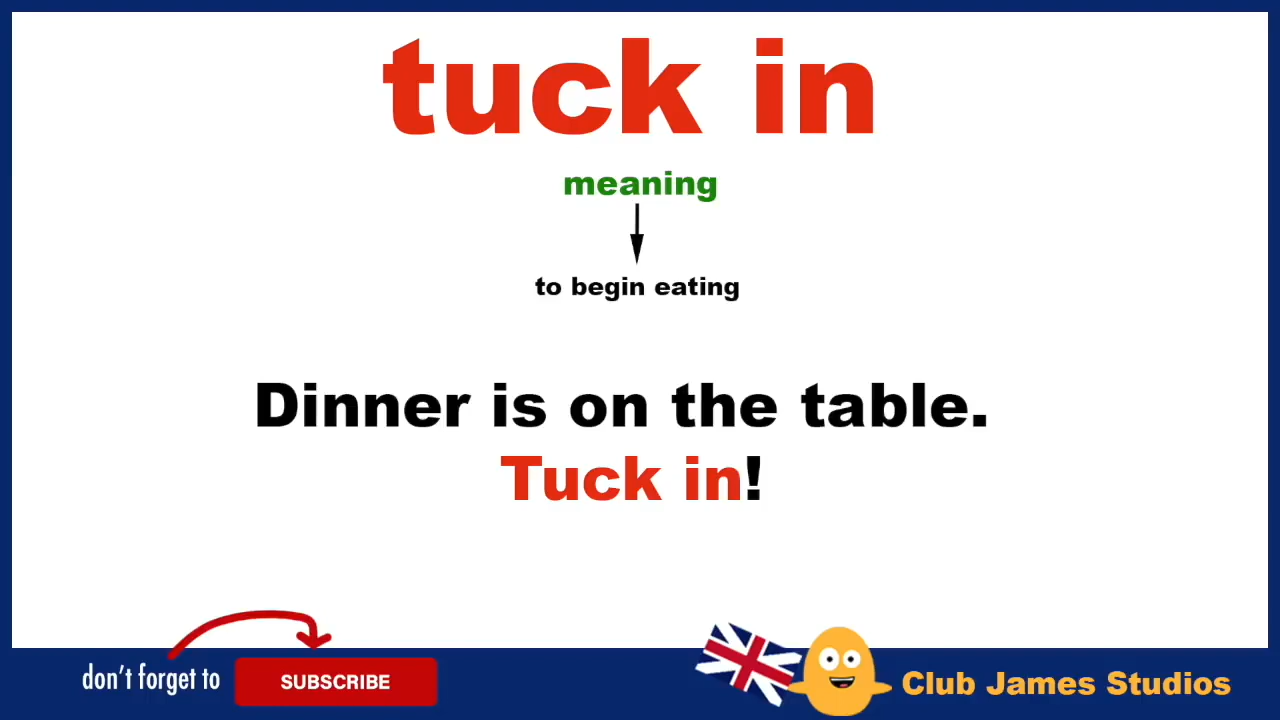 tuck in
meaning
to begin eating
Dinner is on the table.
Tuck in!
don't forget to SUBSCRIBE
Club James Studios